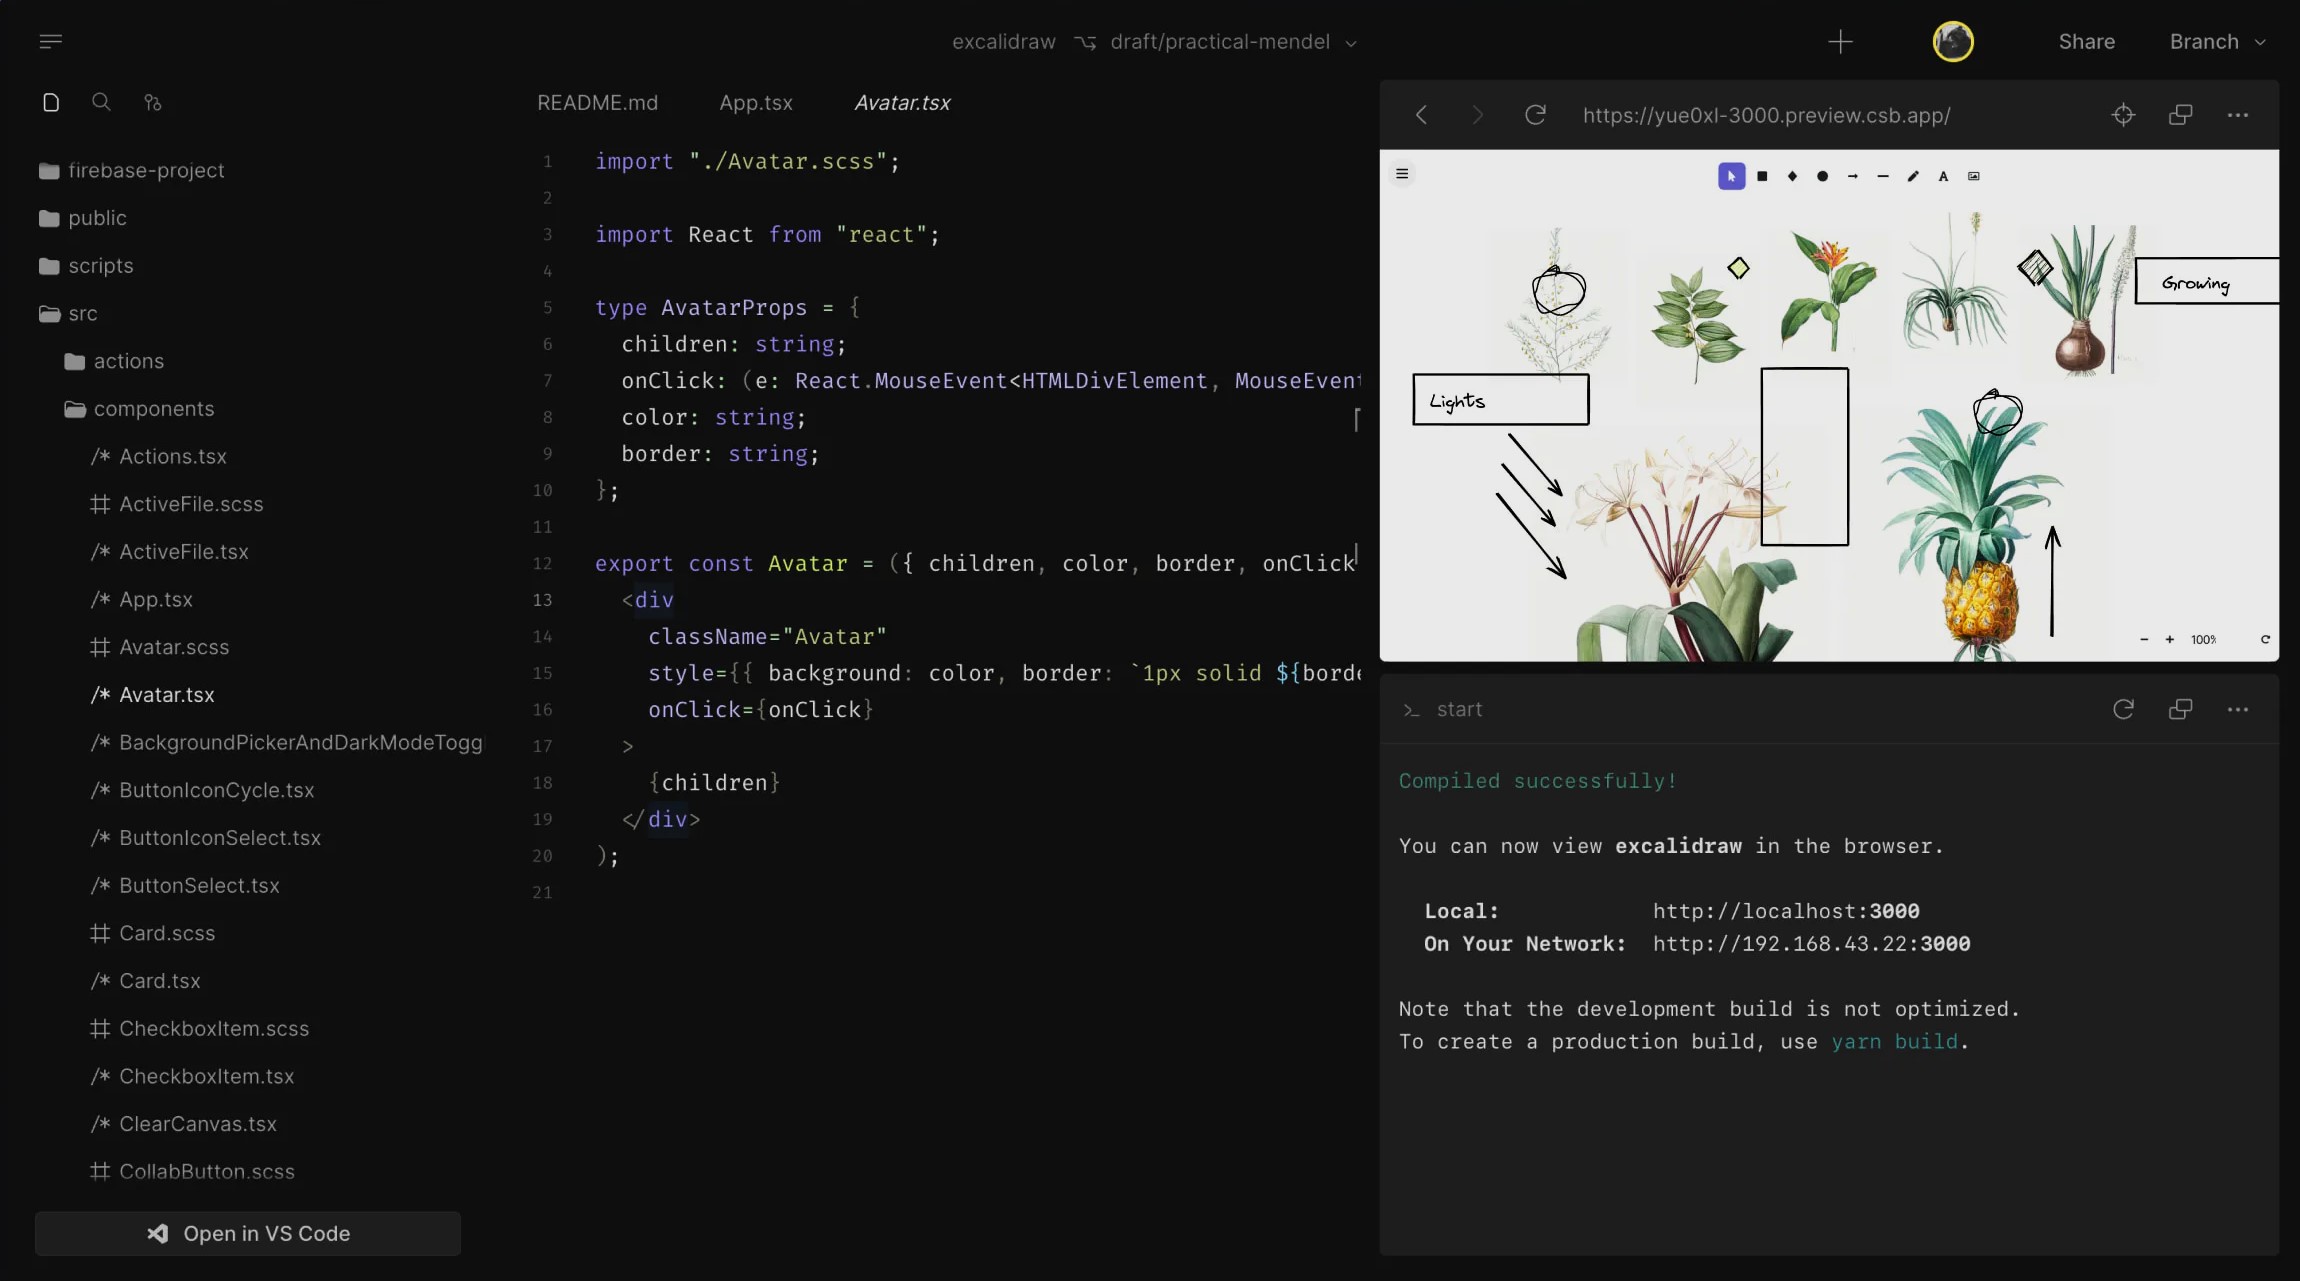 excalidraw draft/practical-mendel
Share
Branch
firebase-project
public
scripts
src
actions
components
/* Actions.tsx
ActiveFile.scss
/* ActiveFile.tsx
/* App.tsx
Avatar.scss
/* Avatar.tsx
/* BackgroundPickerAndDarkModeTogg
/* ButtonIconCycle.tsx
/* ButtonIconSelect.tsx
/* ButtonSelect.tsx
Card.scss
/* Card.tsx
CheckboxItem.scss
/* CheckboxItem.tsx
/* ClearCanvas.tsx
CollabButton.scss
Open in VS Code
README.md App.tsx Avatar.tsx
1 import "./Avatar.scss";
2
3 import React from "react";
4
5 type AvatarProps = {
6 children: string;
7 onClick: (e: React.MouseEvent<HTMLDivElement, MouseEvent
8 color: string;
9 border: string;
10 };
11
12 export const Avatar = ({ children, color, border, onClick
13 <div
14 className="Avatar"
15 style={{ background: color, border: `1px solid ${borde
16 onClick={onClick}
17 >
18 {children}
19 </div>
20 );
21
https://yue0xl-3000.preview.csb.app/
A
Growing
Lights
− + 100%
>_ start
Compiled successfully!
You can now view excalidraw in the browser.
Local: http://localhost:3000
On Your Network: http://192.168.43.22:3000
Note that the development build is not optimized.
To create a production build, use yarn build.